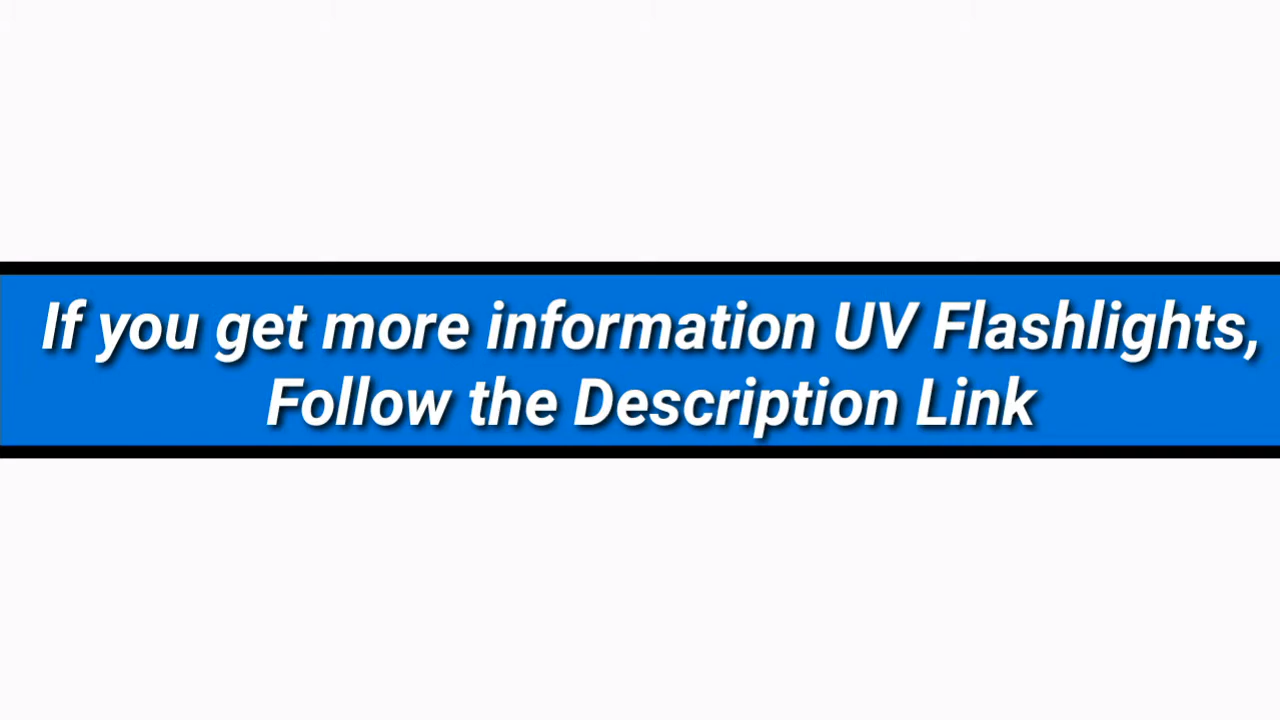 If you get more information UV Flashlights,
Follow the Description Link